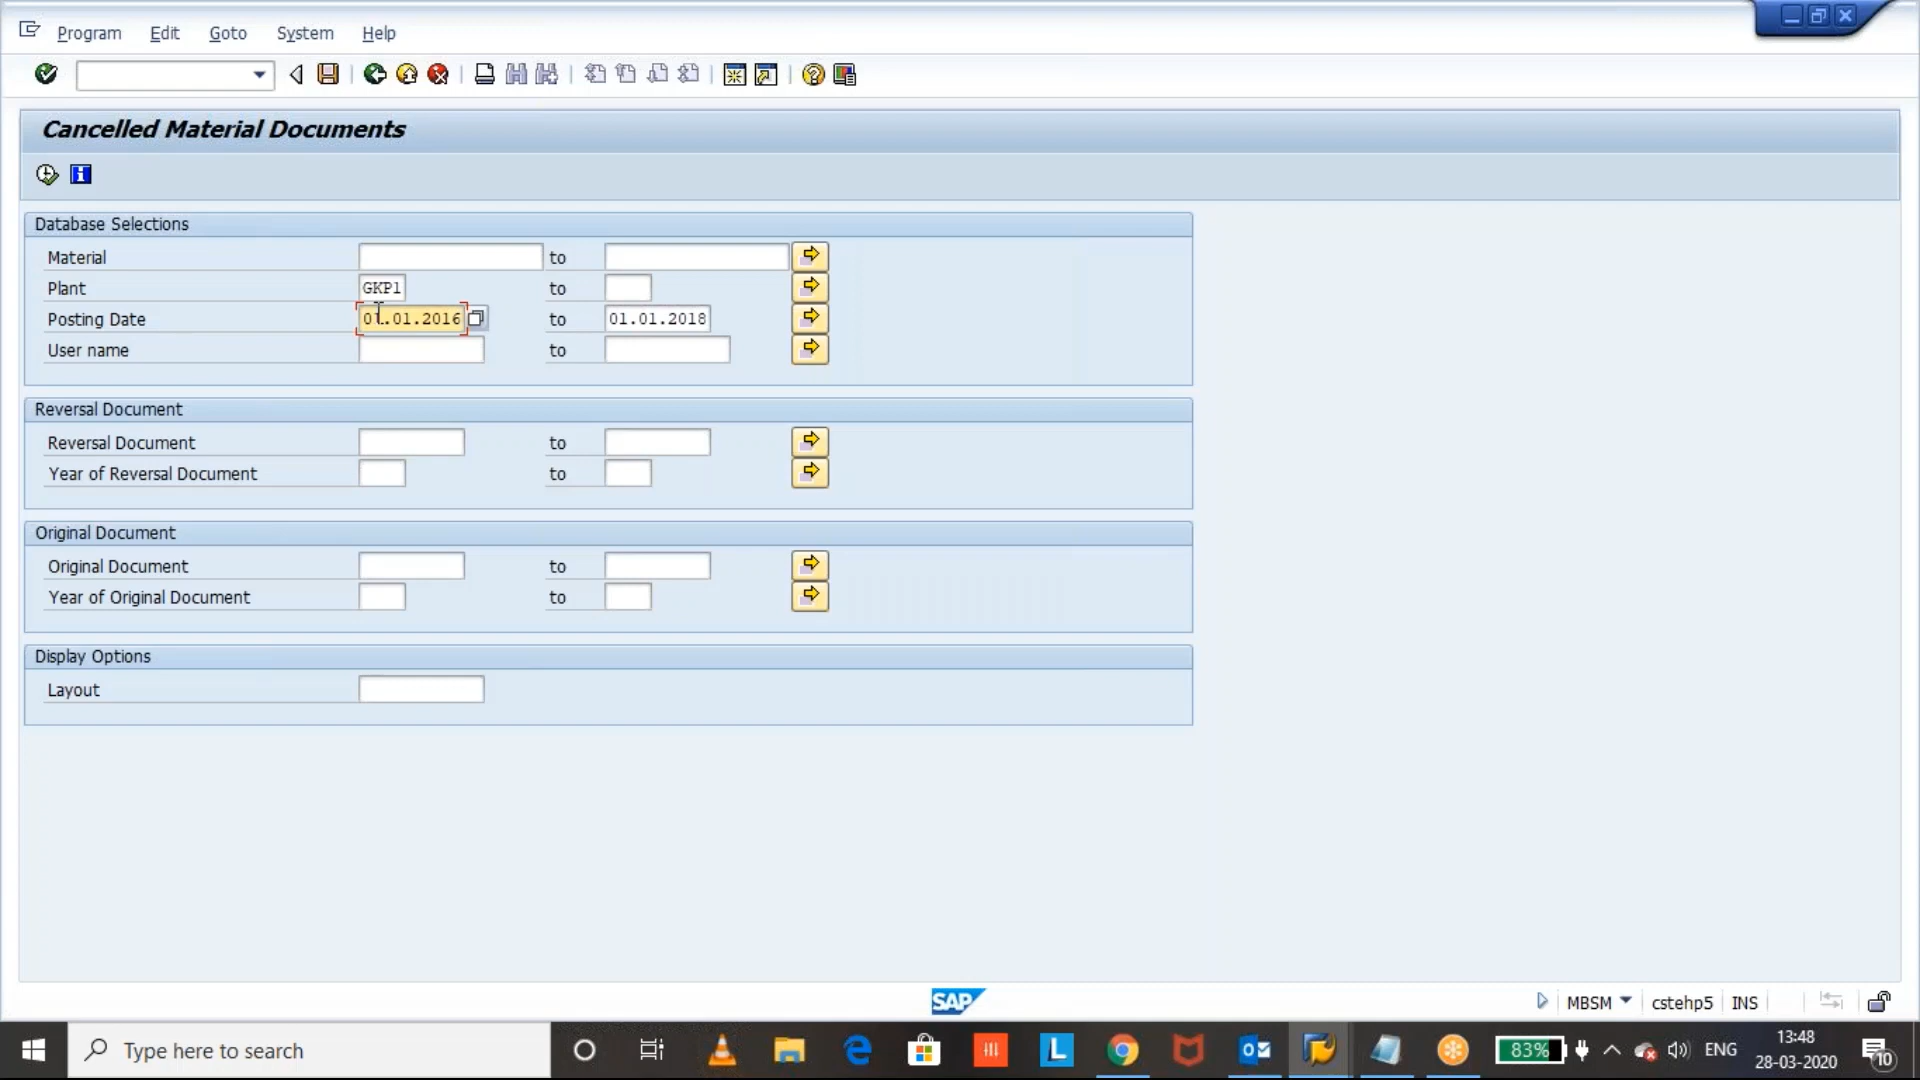 Program Edit Goto System Help
Cancelled Material Documents
Database Selections
Material to
Plant GKP1 to
Posting Date 01.01.2016 to 01.01.2018
User name to
Reversal Document
Reversal Document to
Year of Reversal Document to
Original Document
Original Document to
Year of Original Document to
Display Options
Layout
SAP MBSM cstehp5 INS
Type here to search L 83% ENG 13:48
28-03-2020 10